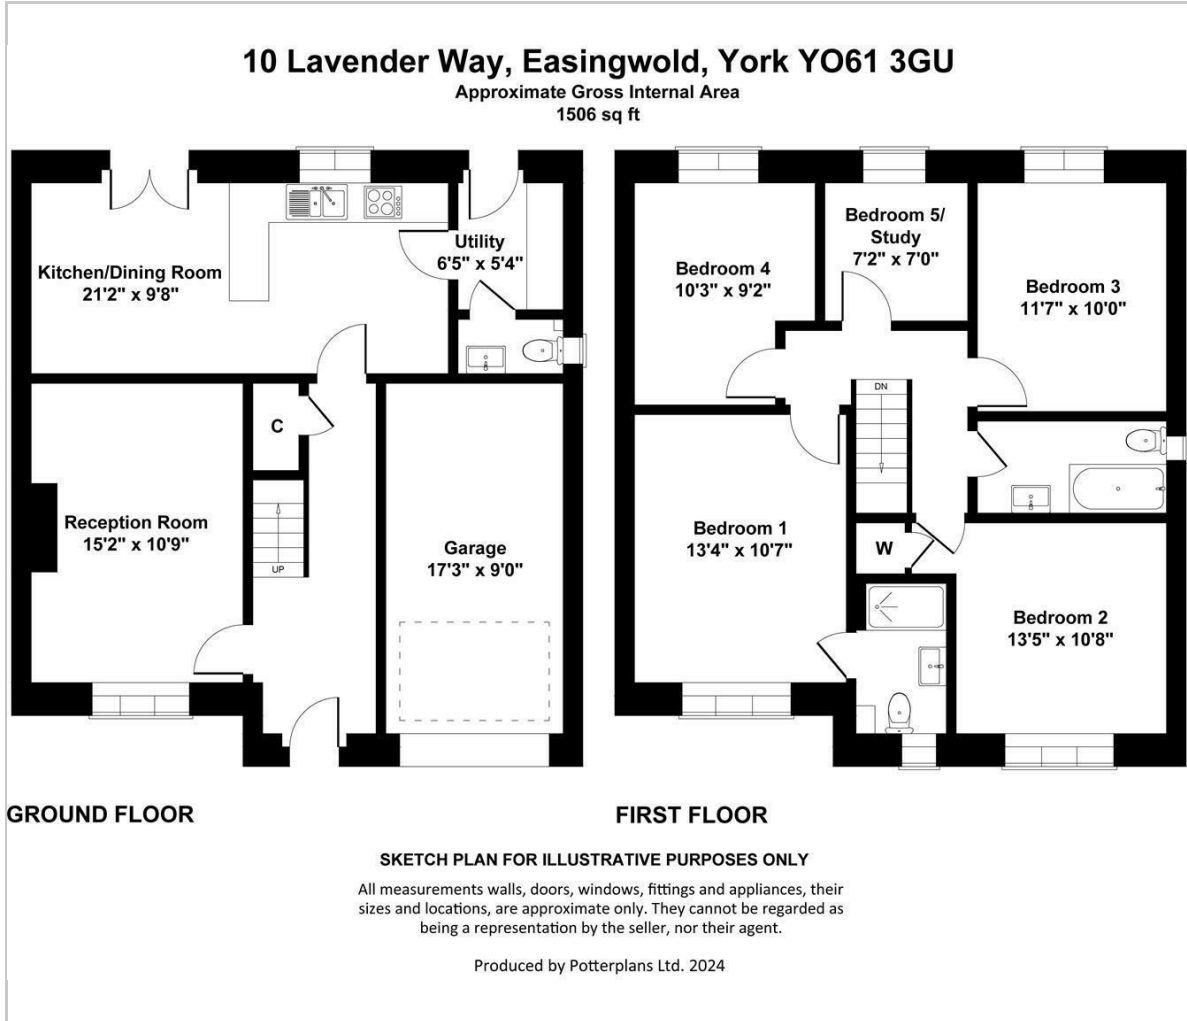 10 Lavender Way, Easingwold, York YO61 3GU
Approximate Gross Internal Area
1506 sq ft
Kitchen/Dining Room
21'2" x 9'8"
Utility
6'5" x 5'4"
C
Reception Room
15'2" x 10'9"
UP
Garage
17'3" x 9'0"
GROUND FLOOR
Bedroom 4
10'3" x 9'2"
Bedroom 5/
Study
7'2" x 7'0"
Bedroom 3
11'7" x 10'0"
DN
Bedroom 1
13'4" x 10'7"
W
Bedroom 2
13'5" x 10'8"
FIRST FLOOR
SKETCH PLAN FOR ILLUSTRATIVE PURPOSES ONLY
All measurements walls, doors, windows, fittings and appliances, their
sizes and locations, are approximate only. They cannot be regarded as
being a representation by the seller, nor their agent.
Produced by Potterplans Ltd. 2024